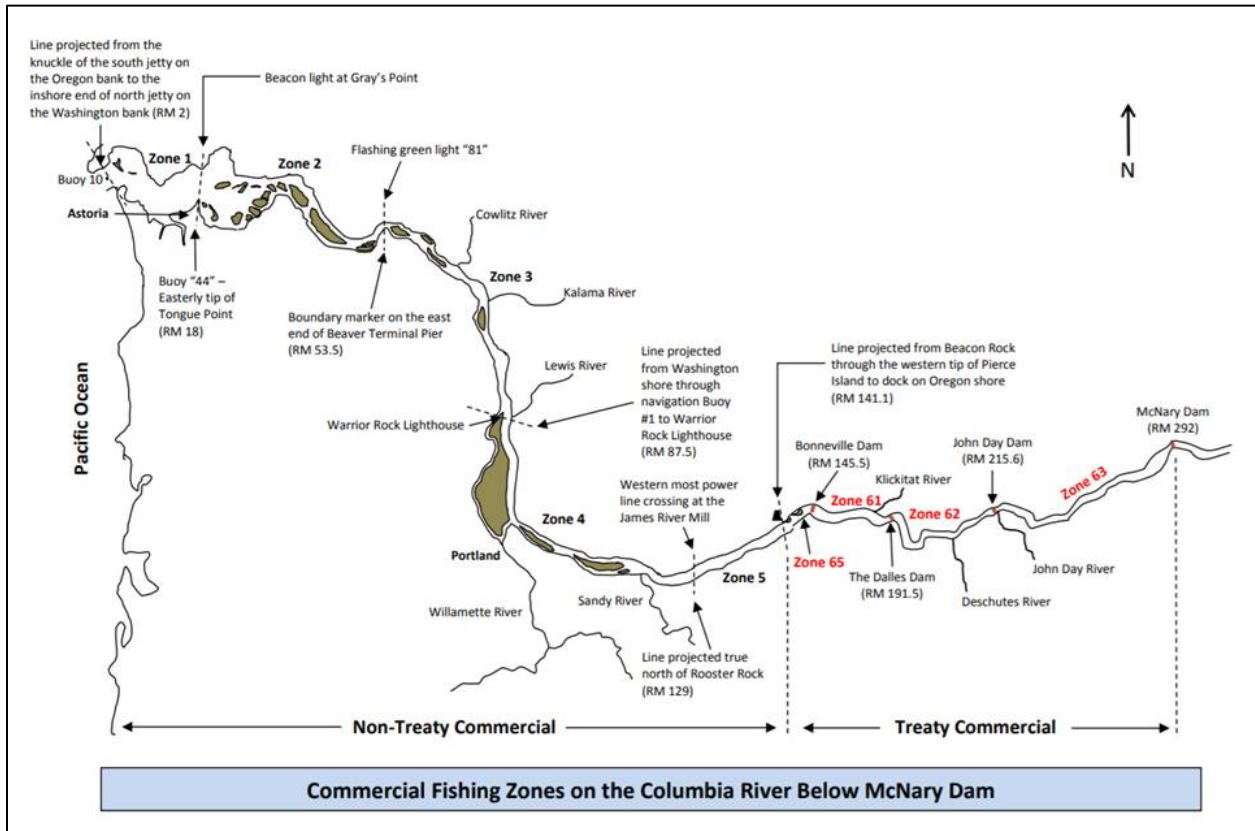 Line projected from the
knuckle of the south jetty on
the Oregon bank to the
inshore end of north jetty on
the Washington bank (RM 2)
Beacon light at Gray's Point
Zone 1
Zone 2
Flashing green light "81"
N
Buoy 10
Astoria
Cowlitz River
Buoy "44" –
Easterly tip of
Tongue Point
(RM 18)
Zone 3
Kalama River
Boundary marker on the east
end of Beaver Terminal Pier
(RM 53.5)
Pacific Ocean
Lewis River
Warrior Rock Lighthouse
Line projected
from Washington
shore through
navigation Buoy
#1 to Warrior
Rock Lighthouse
(RM 87.5)
Line projected from Beacon Rock
through the western tip of Pierce
Island to dock on Oregon shore
(RM 141.1)
McNary Dam
(RM 292)
Bonneville Dam
(RM 145.5)
John Day Dam
(RM 215.6)
Klickitat River
Zone 61
Zone 62
Zone 63
Western most power
line crossing at the
James River Mill
Zone 4
Portland
Zone 5
Zone 65
The Dalles Dam
(RM 191.5)
John Day River
Deschutes River
Willamette River
Sandy River
Line projected true
north of Rooster Rock
(RM 129)
Non-Treaty Commercial
Treaty Commercial
Commercial Fishing Zones on the Columbia River Below McNary Dam